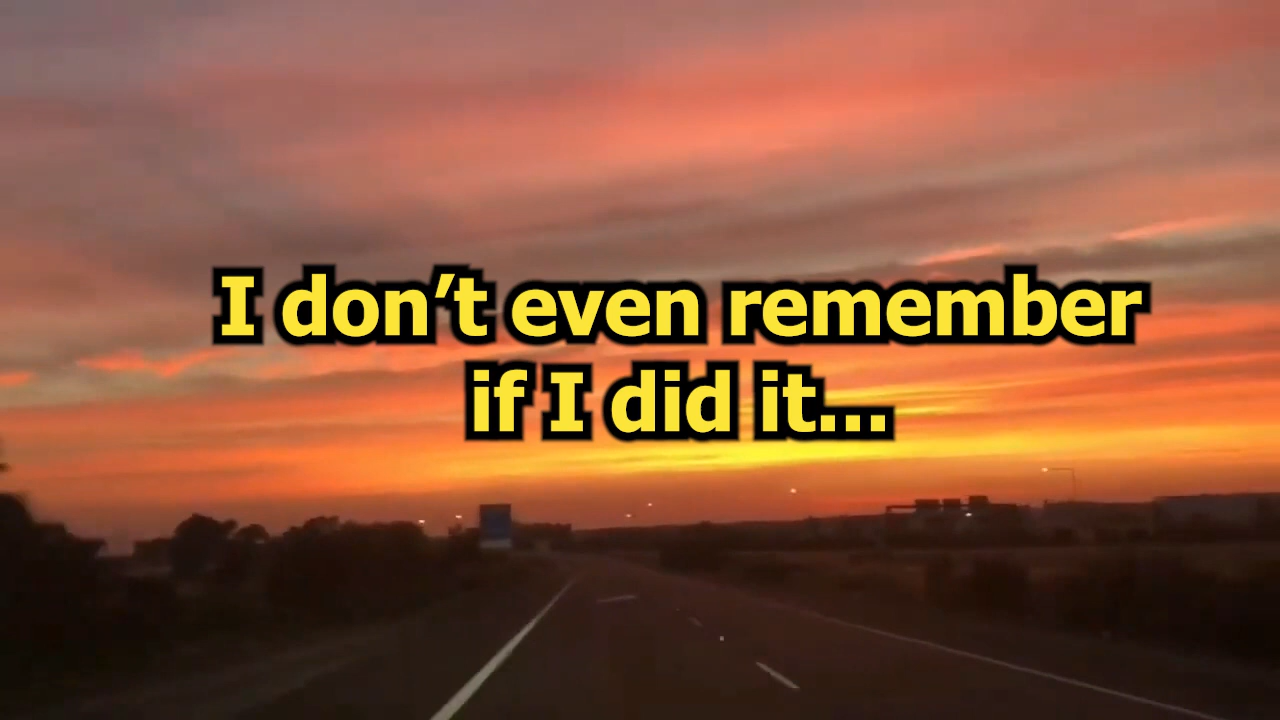 I don’t even remember
if I did it...